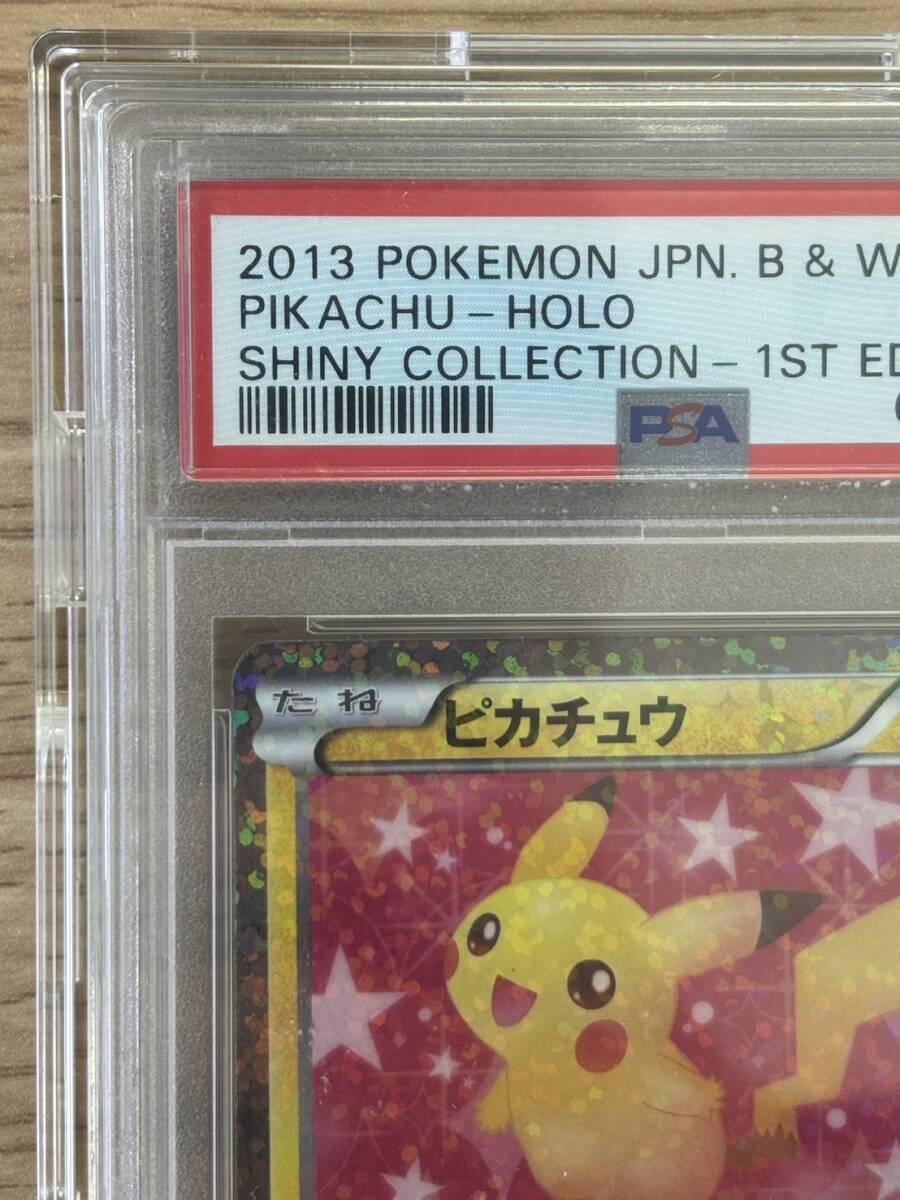 2013 POKEMON JPN. B & W
PIKACHU – HOLO
SHINY COLLECTION – 1ST ED
PSA
たね
ピカチュウ